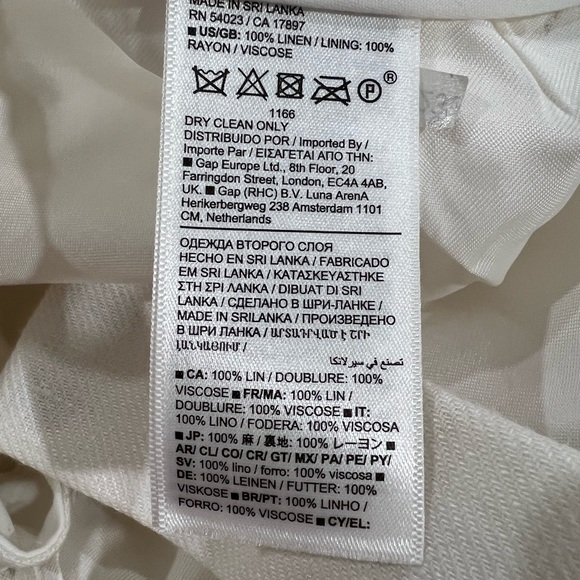 MADE IN SRI LANKA
RN 54023 / CA 17897
■ US/GB: 100% LINEN / LINING: 100%
RAYON / VISCOSE
P ®
1166
DRY CLEAN ONLY
DISTRIBUIDO POR / Imported By /
Importe Par / ΕΙΣΑΓΕΤΑΙ ΑΠΟ ΤΗΝ:
■ Gap Europe Ltd., 8th Floor, 20
Farringdon Street, London, EC4A 4AB,
UK. ■ Gap (RHC) B.V. Luna ArenA
Herikerbergweg 238 Amsterdam 1101
CM, Netherlands
ОДЕЖДА ВТОРОГО СЛОЯ
HECHO EN SRI LANKA / FABRICADO
EM SRI LANKA / ΚΑΤΑΣΚΕΥΑΣΤΗΚΕ
ΣΤΗ ΣΡΙ ΛΑΝΚΑ / DIBUAT DI SRI
LANKA / СДЕЛАНО В ШРИ-ЛАНКЕ /
MADE IN SRILANKA / ПРОИЗВЕДЕНО
В ШРИ ЛАНКА / ԱՐՏԱԴՐՎԱԾ Է ՇՐԻ
ԼԱՆԿԱՅՈՒՄ /
تصنع في سيرلانكا
■ CA: 100% LIN / DOUBLURE: 100%
VISCOSE ■ FR/MA: 100% LIN /
DOUBLURE: 100% VISCOSE ■ IT:
100% LINO / FODERA: 100% VISCOSA
■ JP: 100% 麻 / 裏地: 100% レーヨン ■
AR/ CL/ CO/ CR/ GT/ MX/ PA/ PE/ PY/
SV: 100% lino / forro: 100% viscosa ■
DE: 100% LEINEN / FUTTER: 100%
VISKOSE ■ BR/PT: 100% LINHO /
FORRO: 100% VISCOSE ■ CY/EL: